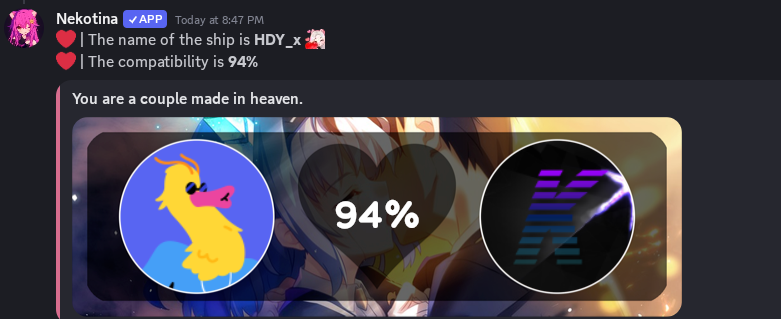 Nekotina ✓ APP Today at 8:47 PM
❤️ | The name of the ship is HDY_x
❤️ | The compatibility is 94%
You are a couple made in heaven.
94%
K